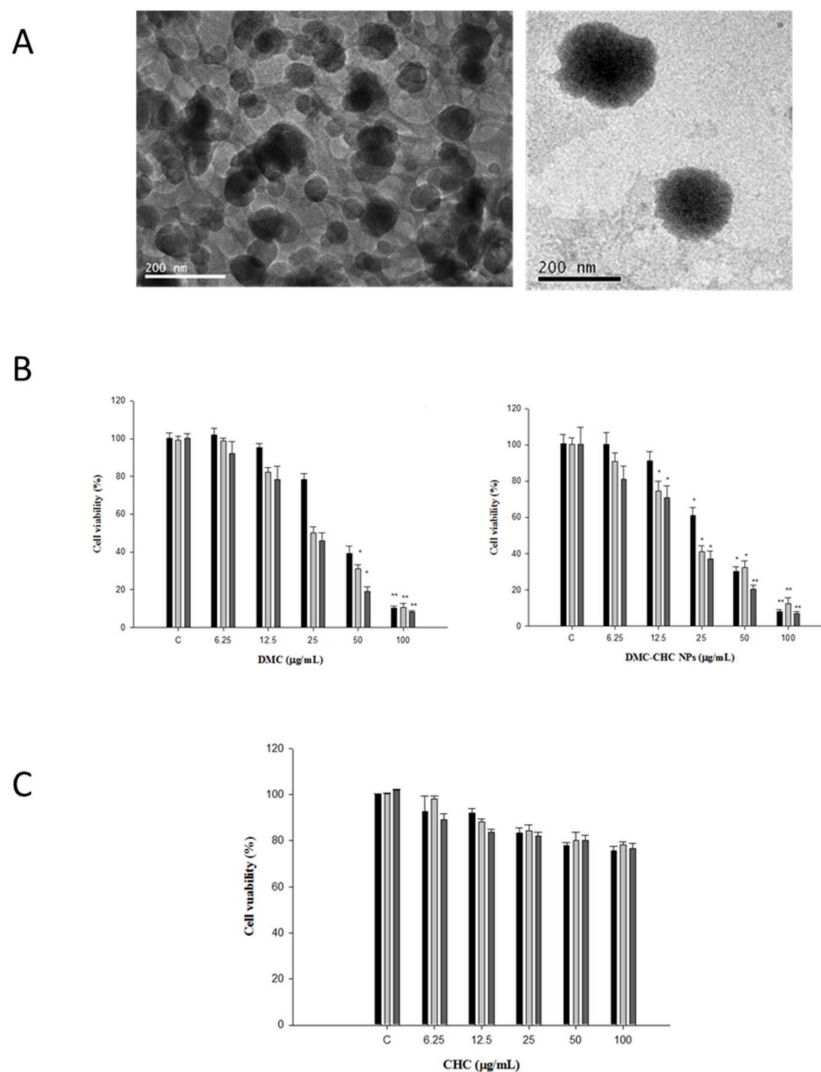 A
200 nm
200 nm
B
120
100
80
60
40
20
0
Cell viability (%)
C
6.25
12.5
25
50
100
DMC (µg/mL)
*
*
** ** **
120
100
80
60
40
20
0
Cell viability (%)
C
6.25
12.5
25
50
100
DMC-CHC NPs (µg/mL)
* *
* * *
* * **
** ** **
C
120
100
80
60
40
20
0
Cell vuability (%)
C
6.25
12.5
25
50
100
CHC (µg/mL)